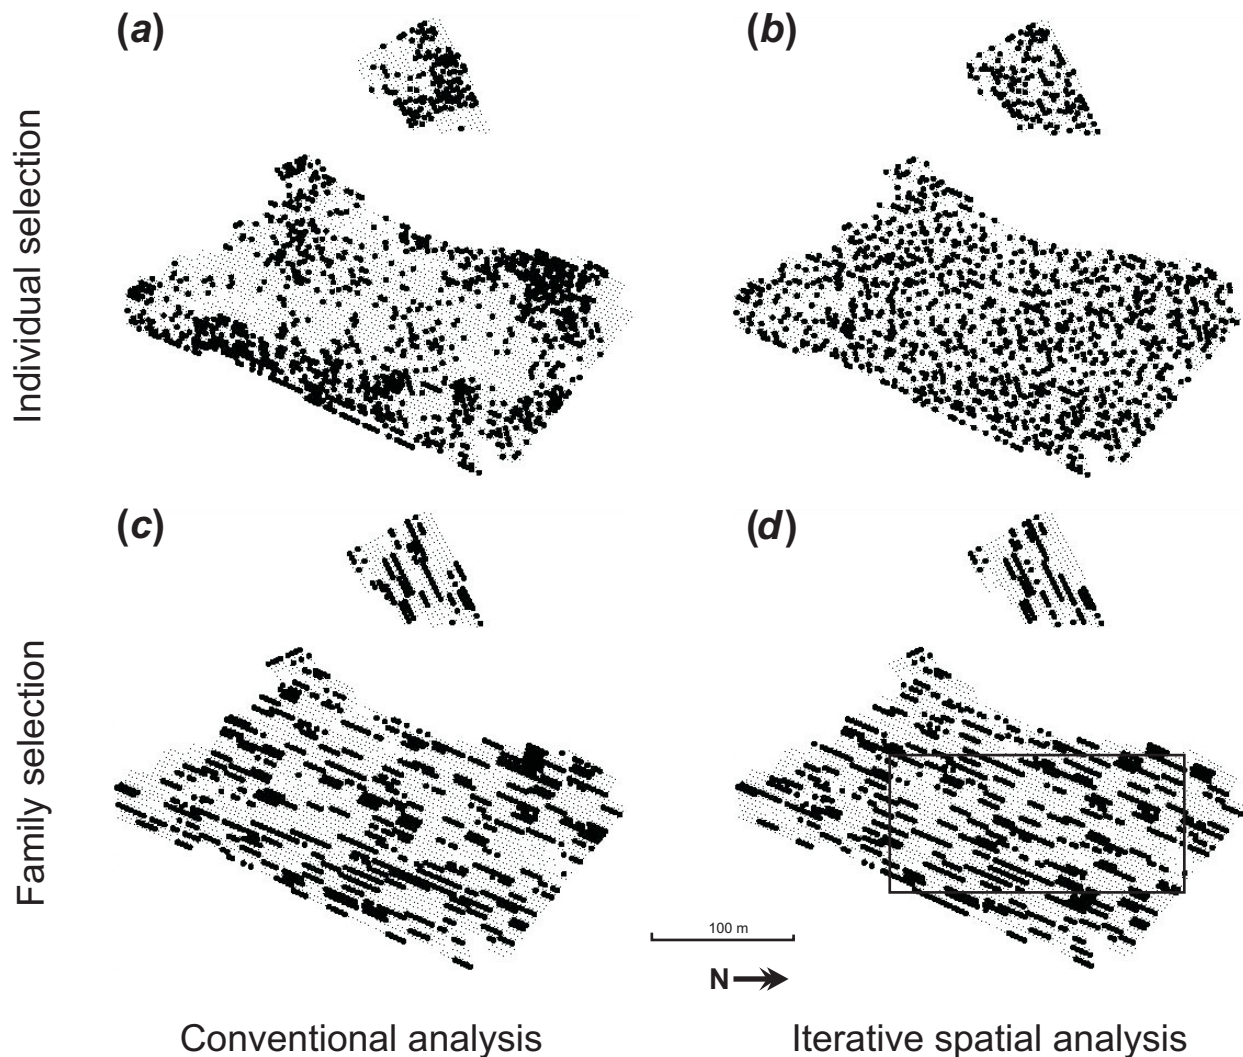 (a)
(b)
Individual selection
(c)
(d)
Family selection
100 m
N
Conventional analysis
Iterative spatial analysis